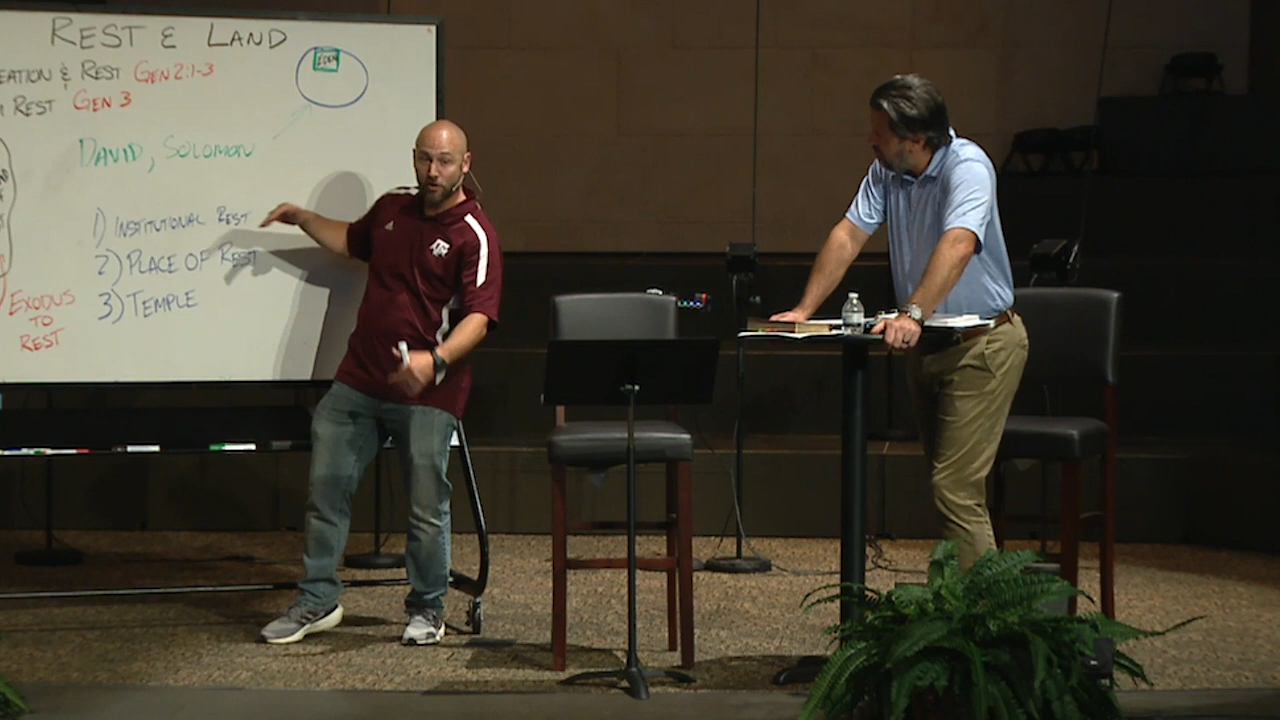 REST & LAND
EDEN
& REST GEN 2:1-3
REST GEN 3
DAVID, SOLOMON
1) INSTITUTIONAL REST
2) PLACE OF REST
3) TEMPLE
EXODUS
TO
REST